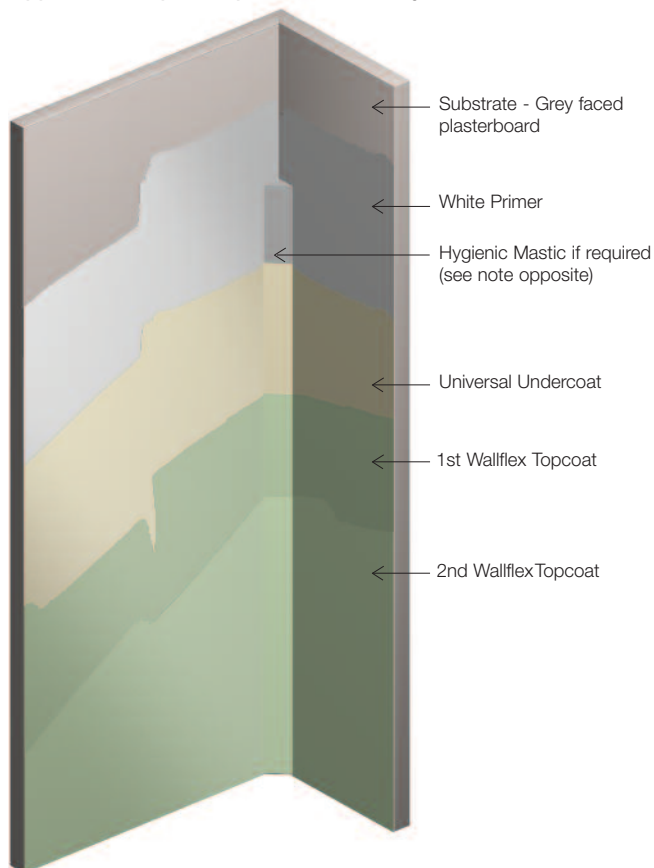 Substrate - Grey faced
plasterboard
White Primer
Hygienic Mastic if required
(see note opposite)
Universal Undercoat
1st Wallflex Topcoat
2nd WallflexTopcoat